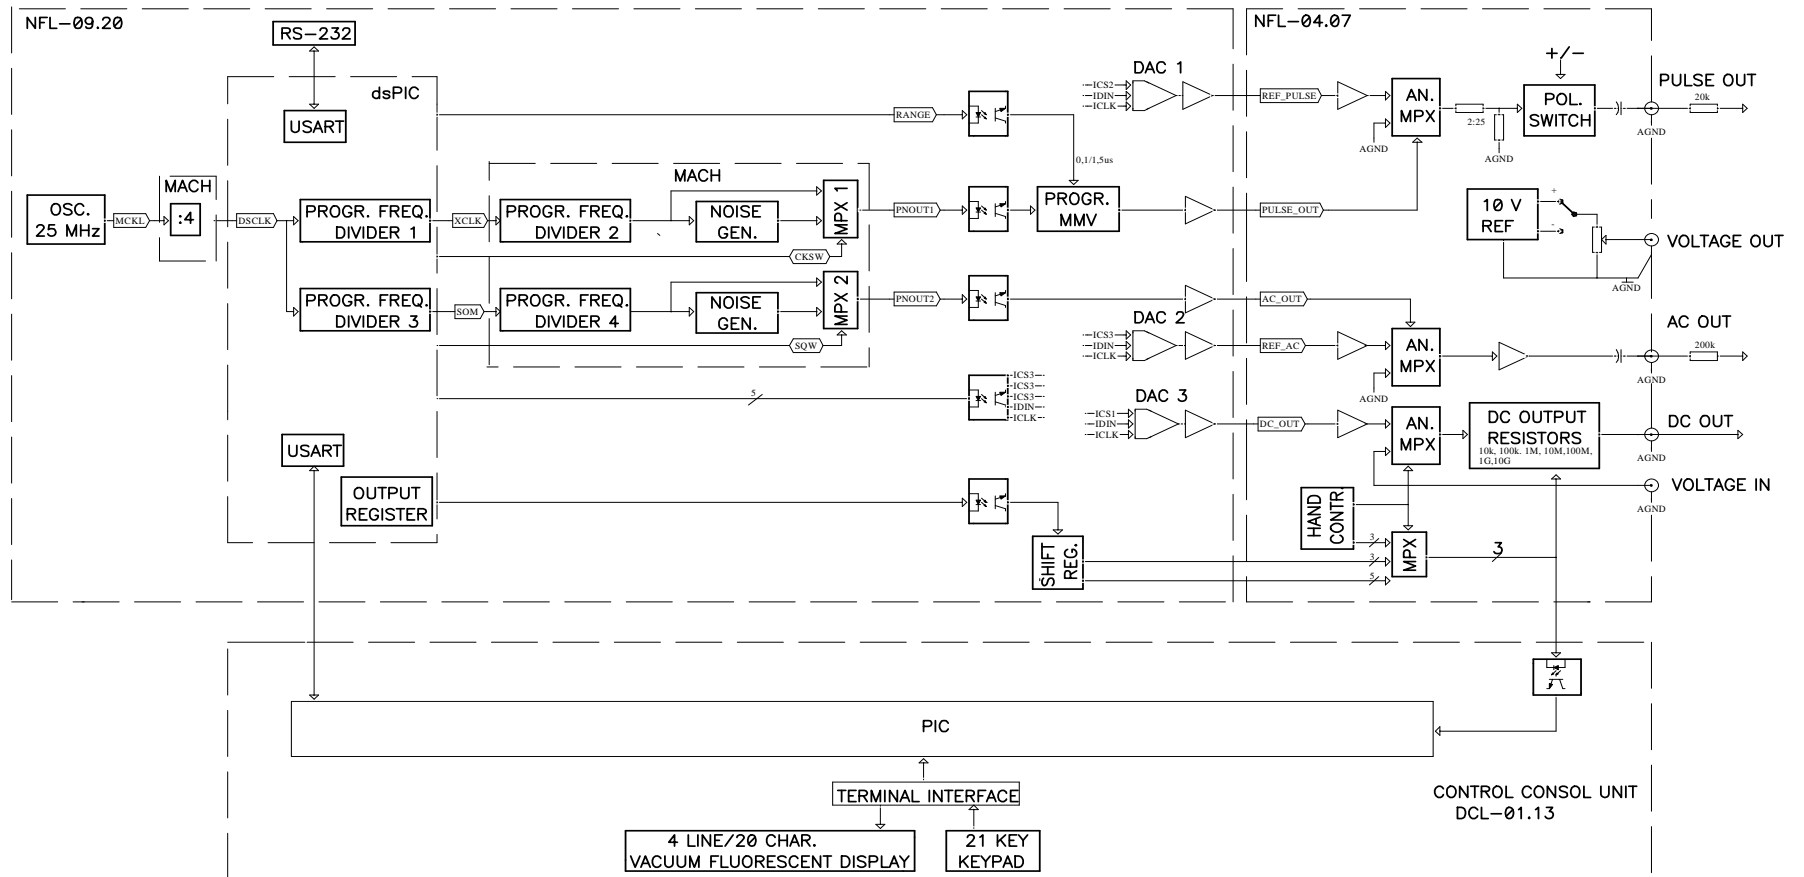 NFL-09.20
NFL-04.07
RS-232
dsPIC
USART
DAC 1
ICS2
IDIN
ICLK
REF_PULSE
AN.
MPX
AGND
2:25
AGND
+/-
POL.
SWITCH
PULSE OUT
20k
AGND
RANGE
0,1/1,5us
OSC.
25 MHz
MCKL
MACH
:4
DSCLK
PROGR. FREQ.
DIVIDER 1
XCLK
MACH
PROGR. FREQ.
DIVIDER 2
NOISE
GEN.
MPX 1
CKSW
PNOUT1
PROGR.
MMV
PULSE_OUT
10 V
REF
+
-
AGND
VOLTAGE OUT
PROGR. FREQ.
DIVIDER 3
SOM
PROGR. FREQ.
DIVIDER 4
NOISE
GEN.
MPX 2
SQW
PNOUT2
AC_OUT
DAC 2
ICS3
IDIN
ICLK
REF_AC
AN.
MPX
AGND
AC OUT
200k
AGND
5
ICS3
ICS3
ICS3
IDIN
ICLK
DAC 3
ICS1
IDIN
ICLK
DC_OUT
AN.
MPX
DC OUTPUT
RESISTORS
10k, 100k. 1M, 10M,100M,
1G,10G
DC OUT
AGND
VOLTAGE IN
AGND
USART
OUTPUT
REGISTER
SHIFT
REG.
HAND
CONTR.
3
3
5
MPX
3
PIC
TERMINAL INTERFACE
4 LINE/20 CHAR.
VACUUM FLUORESCENT DISPLAY
21 KEY
KEYPAD
CONTROL CONSOL UNIT
DCL-01.13